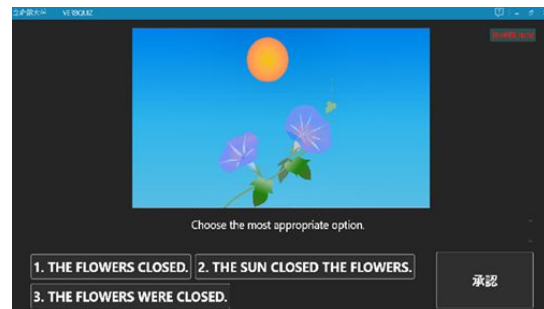 VERBQUIZ
Choose the most appropriate option.
1. THE FLOWERS CLOSED. 2. THE SUN CLOSED THE FLOWERS.
3. THE FLOWERS WERE CLOSED.
承認